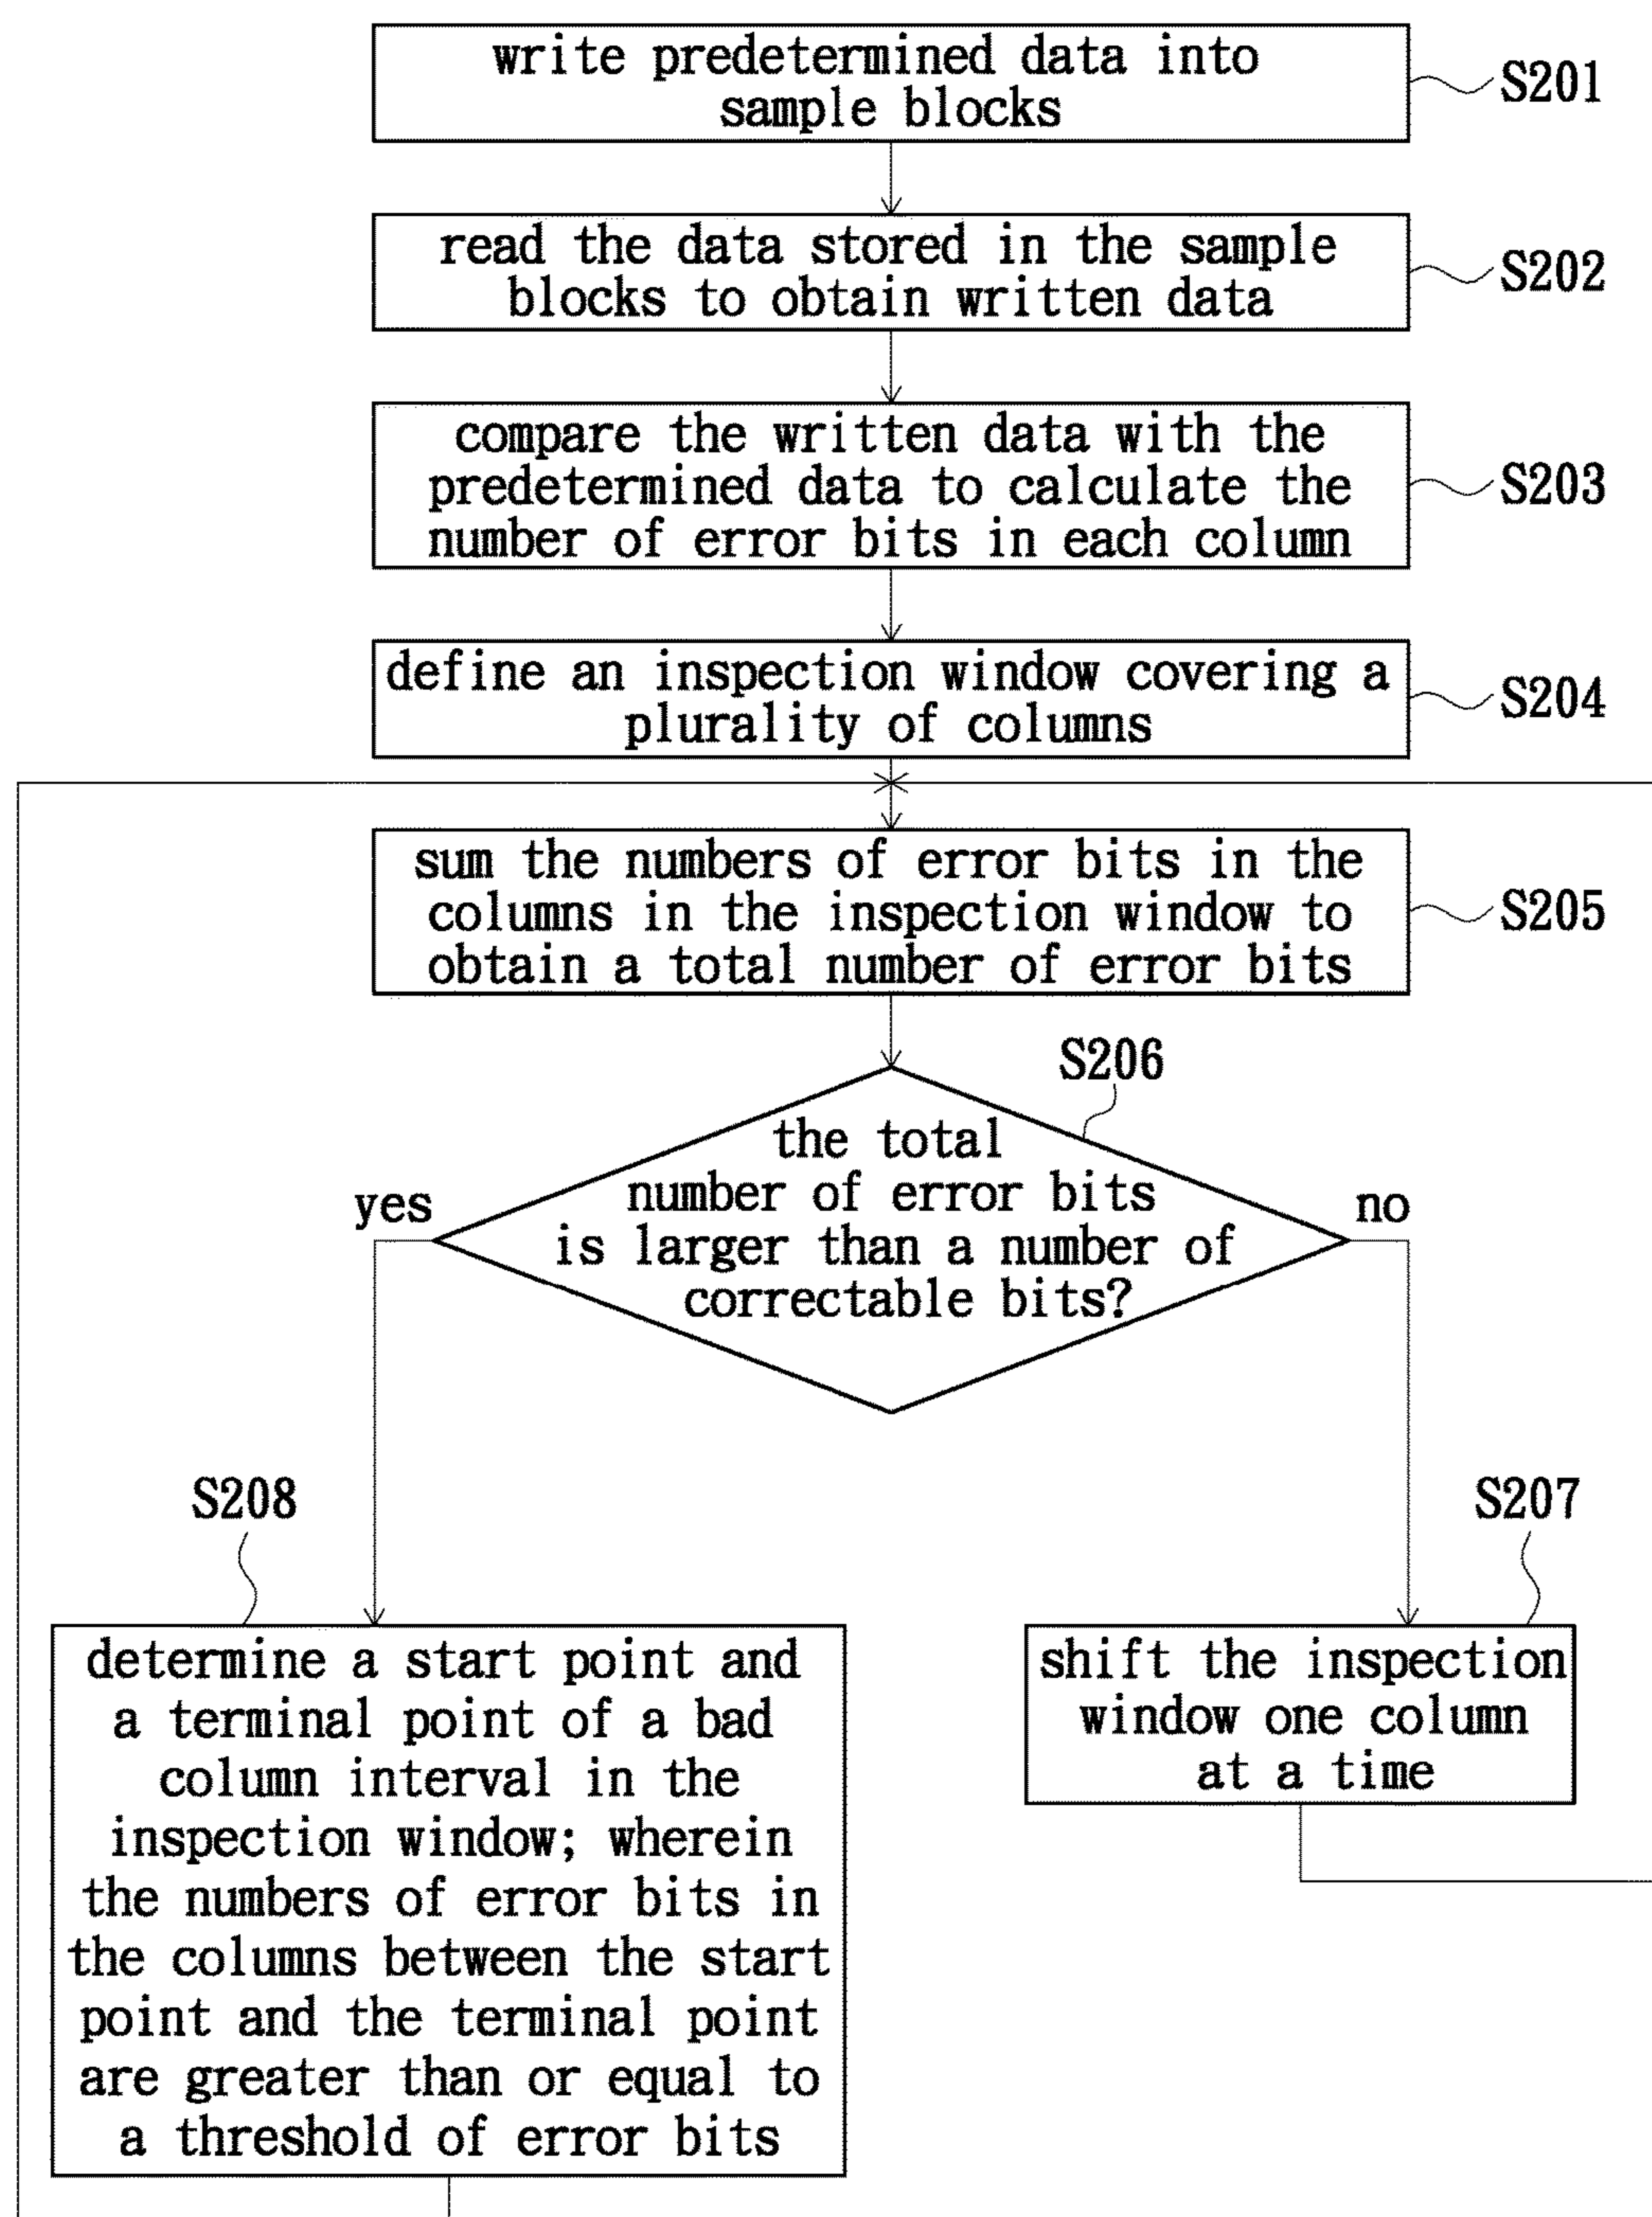 write predetermined data into
sample blocks
S201
read the data stored in the sample
blocks to obtain written data
S202
compare the written data with the
predetermined data to calculate the
number of error bits in each column
S203
define an inspection window covering a
plurality of columns
S204
sum the numbers of error bits in the
columns in the inspection window to
obtain a total number of error bits
S205
S206
the total
number of error bits
is larger than a number of
correctable bits?
yes
no
S208
determine a start point and
a terminal point of a bad
column interval in the
inspection window; wherein
the numbers of error bits in
the columns between the start
point and the terminal point
are greater than or equal to
a threshold of error bits
S207
shift the inspection
window one column
at a time